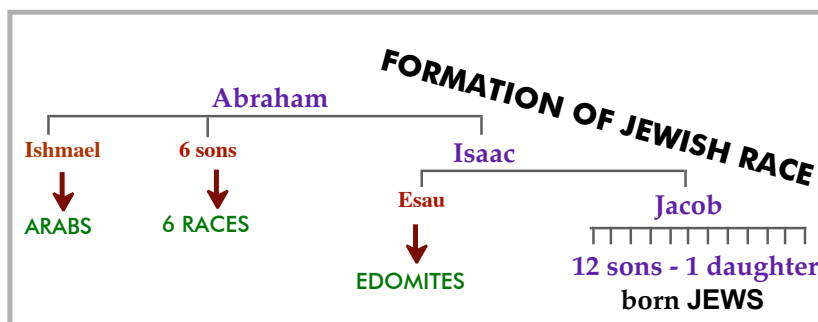 FORMATION OF JEWISH RACE
Abraham
Ishmael
6 sons
Isaac
ARABS
6 RACES
Esau
Jacob
EDOMITES
12 sons - 1 daughter
born JEWS